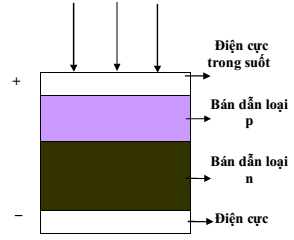 +
Điện cực
trong suốt
Bán dẫn loại
p
Bán dẫn loại
n
−
Điện cực